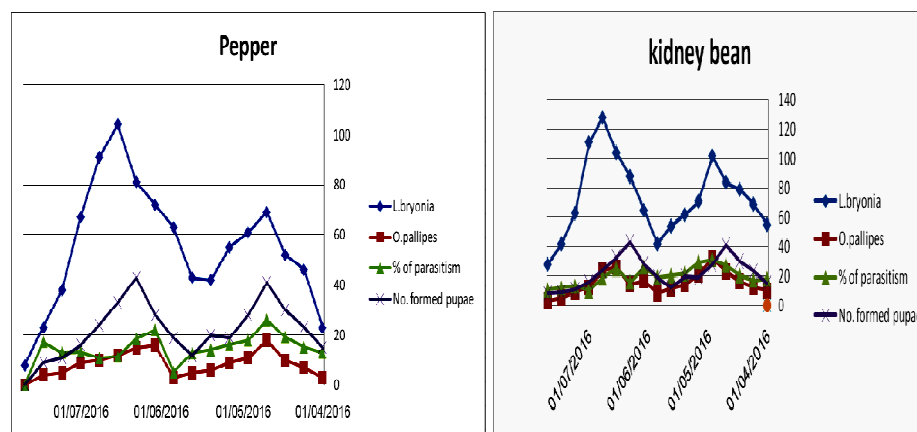 Pepper
120
100
80
60
40
20
0
01/07/2016 01/06/2016 01/05/2016 01/04/2016
L.bryonia
O.pallipes
% of parasitism
No. formed pupae
kidney bean
140
120
100
80
60
40
20
0
01/07/2016 01/06/2016 01/05/2016 01/04/2016
L.bryonia
O.pallipes
% of parasitism
No. formed pupae